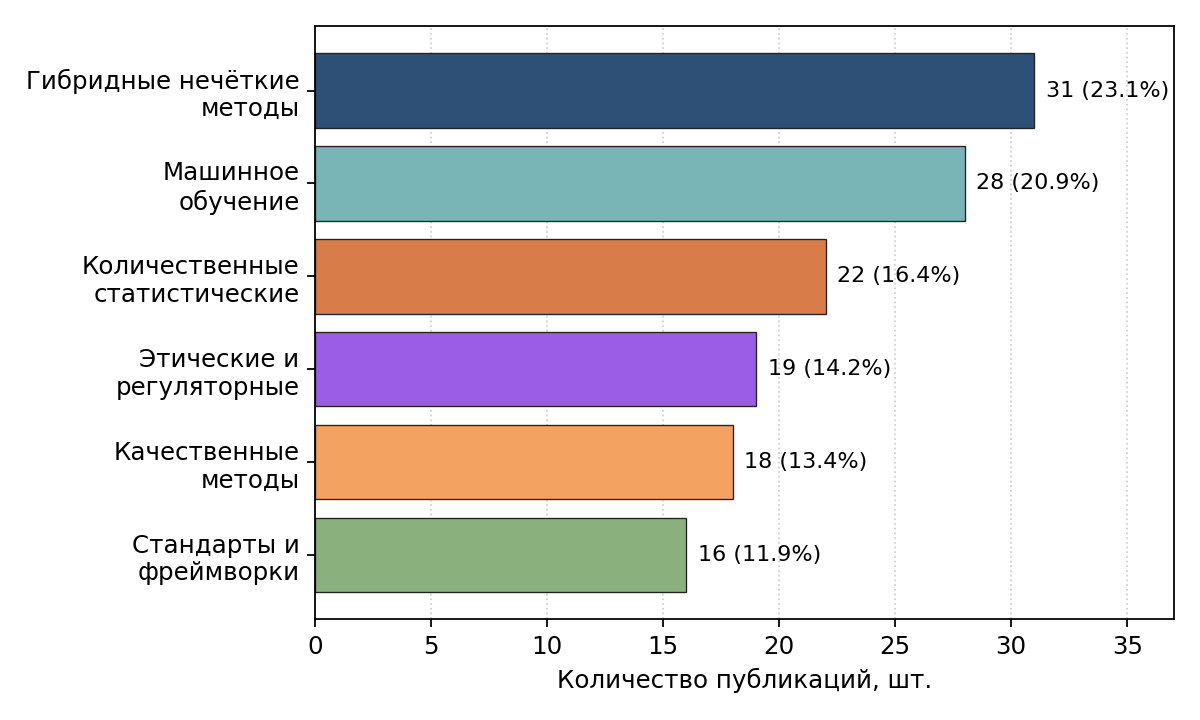 Гибридные нечёткие
методы
31 (23.1%)
Машинное
обучение
28 (20.9%)
Количественные
статистические
22 (16.4%)
Этические и
регуляторные
19 (14.2%)
Качественные
методы
18 (13.4%)
Стандарты и
фреймворки
16 (11.9%)
0 5 10 15 20 25 30 35
Количество публикаций, шт.